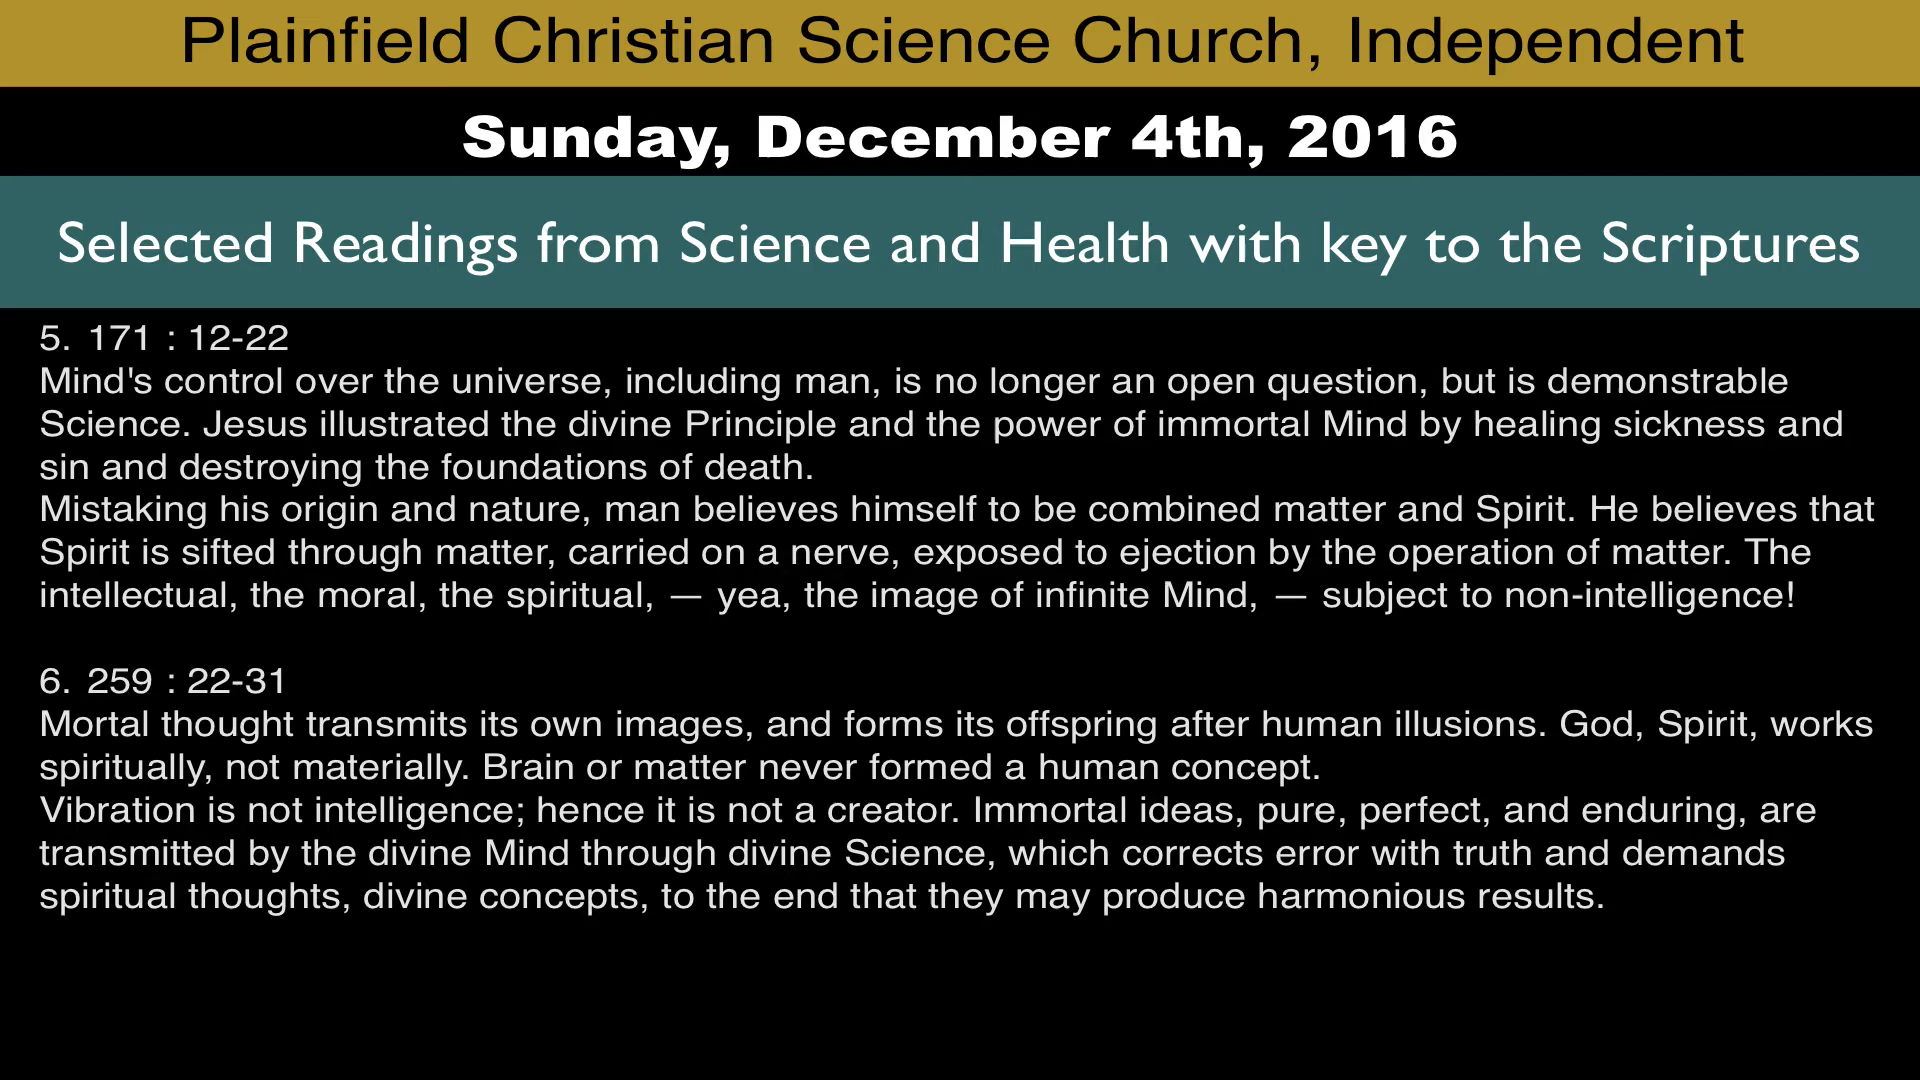 Plainfield Christian Science Church, Independent
Sunday, December 4th, 2016
Selected Readings from Science and Health with key to the Scriptures
5. 171 : 12-22
Mind's control over the universe, including man, is no longer an open question, but is demonstrable
Science. Jesus illustrated the divine Principle and the power of immortal Mind by healing sickness and
sin and destroying the foundations of death.
Mistaking his origin and nature, man believes himself to be combined matter and Spirit. He believes that
Spirit is sifted through matter, carried on a nerve, exposed to ejection by the operation of matter. The
intellectual, the moral, the spiritual, — yea, the image of infinite Mind, — subject to non-intelligence!
6. 259 : 22-31
Mortal thought transmits its own images, and forms its offspring after human illusions. God, Spirit, works
spiritually, not materially. Brain or matter never formed a human concept.
Vibration is not intelligence; hence it is not a creator. Immortal ideas, pure, perfect, and enduring, are
transmitted by the divine Mind through divine Science, which corrects error with truth and demands
spiritual thoughts, divine concepts, to the end that they may produce harmonious results.